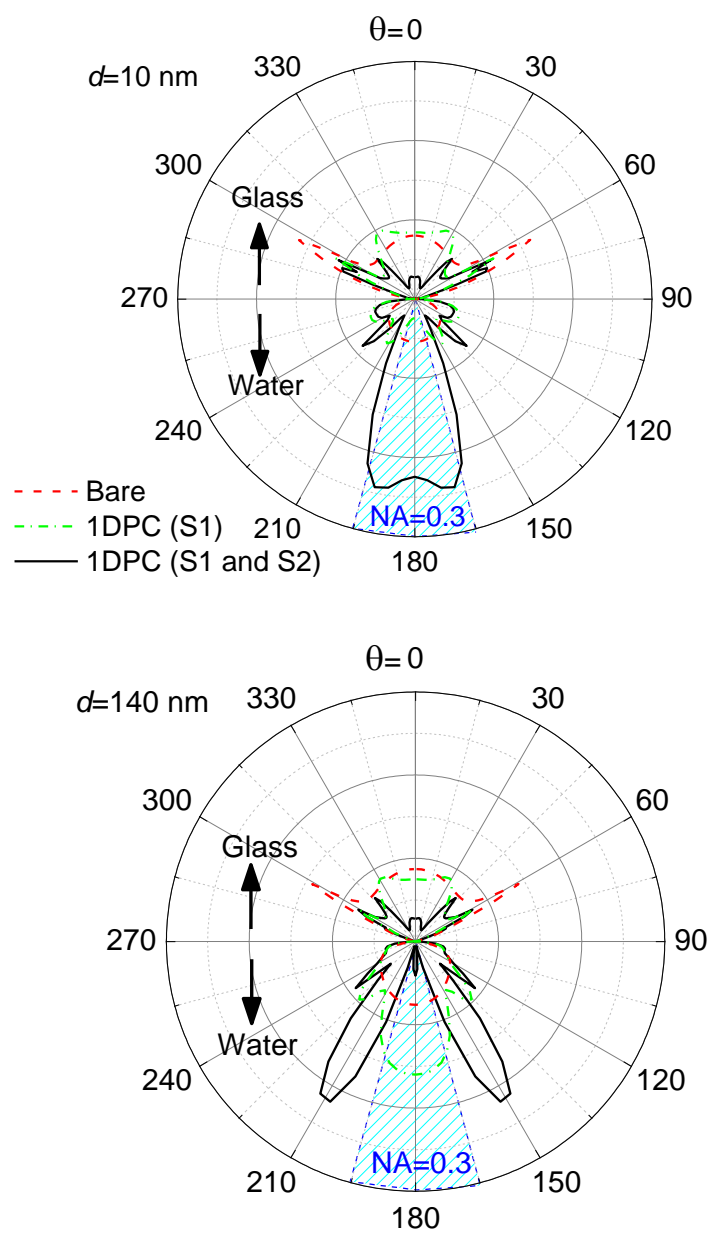 θ= 0
d=10 nm
330
30
300
60
Glass
270
90
Water
240
120
Bare
1DPC (S1)
1DPC (S1 and S2)
210
NA=0.3
150
180
θ= 0
d=140 nm
330
30
300
60
Glass
270
90
Water
240
120
NA=0.3
210
150
180